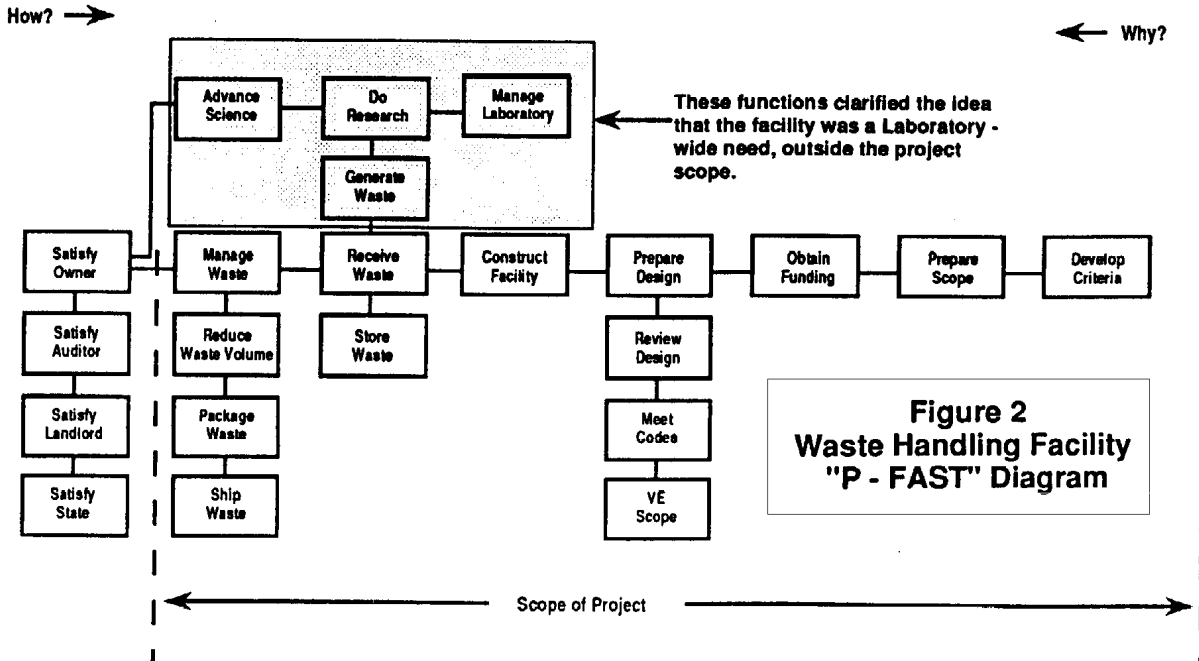 How?
Why?
Advance
Science
Do
Research
Manage
Laboratory
These functions clarified the idea
that the facility was a Laboratory -
wide need, outside the project
scope.
Generate
Waste
Satisfy
Owner
Manage
Waste
Receive
Waste
Construct
Facility
Prepare
Design
Obtain
Funding
Prepare
Scope
Develop
Criteria
Satisfy
Auditor
Reduce
Waste Volume
Store
Waste
Review
Design
Satisfy
Landlord
Package
Waste
Meet
Codes
Satisfy
State
Ship
Waste
VE
Scope
Figure 2
Waste Handling Facility
"P - FAST" Diagram
Scope of Project